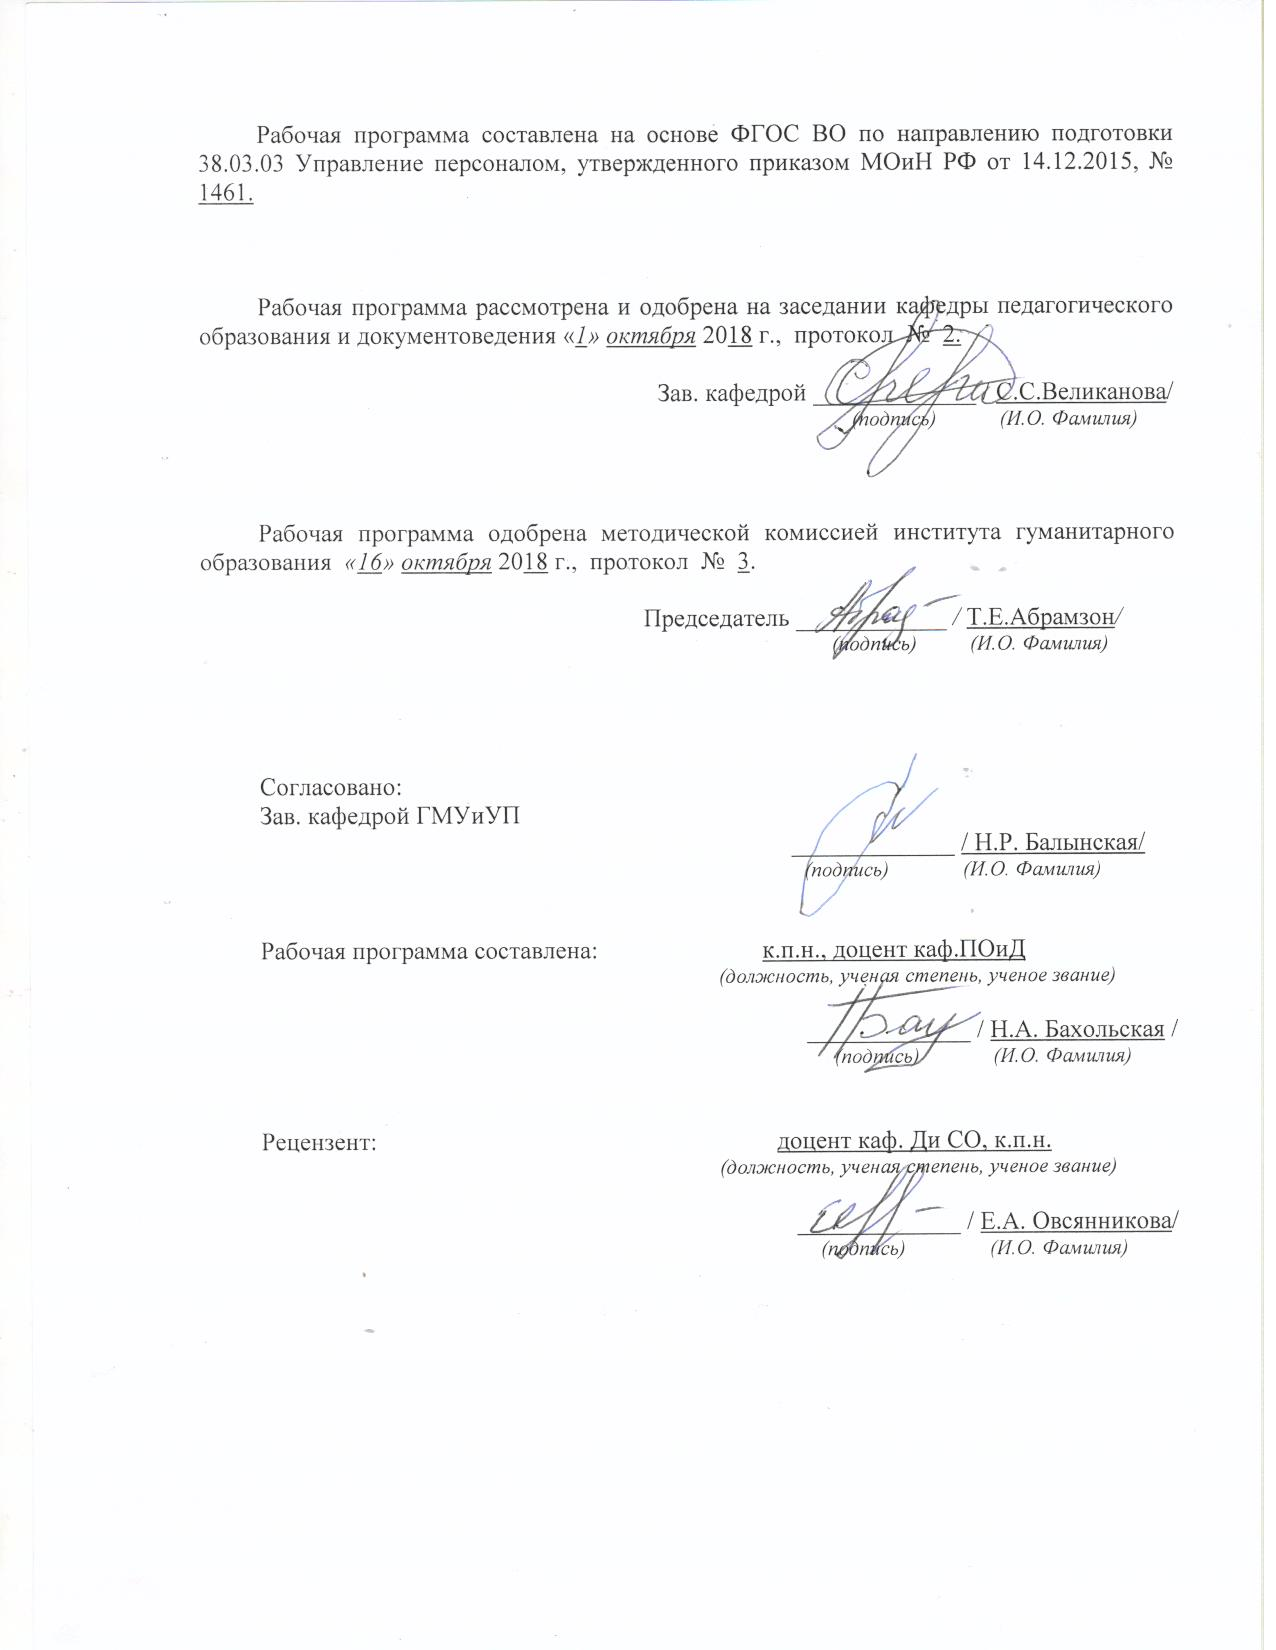 Рабочая программа составлена на основе ФГОС ВО по направлению подготовки
38.03.03 Управление персоналом, утвержденного приказом МОиН РФ от 14.12.2015, №
1461.
Рабочая программа рассмотрена и одобрена на заседании кафедры педагогического
образования и документоведения «1» октября 2018 г., протокол № 2.
Зав. кафедрой _____________ / С.С.Великанова/
(подпись) (И.О. Фамилия)
Рабочая программа одобрена методической комиссией института гуманитарного
образования «16» октября 2018 г., протокол № 3.
Председатель ____________ / Т.Е.Абрамзон/
(подпись) (И.О. Фамилия)
Согласовано:
Зав. кафедрой ГМУиУП
_____________ / Н.Р. Балынская/
(подпись) (И.О. Фамилия)
Рабочая программа составлена: к.п.н., доцент каф.ПОиД
(должность, ученая степень, ученое звание)
_____________ / Н.А. Бахольская /
(подпись) (И.О. Фамилия)
Рецензент: доцент каф. Ди СО, к.п.н.
(должность, ученая степень, ученое звание)
_____________ / Е.А. Овсянникова/
(подпись) (И.О. Фамилия)